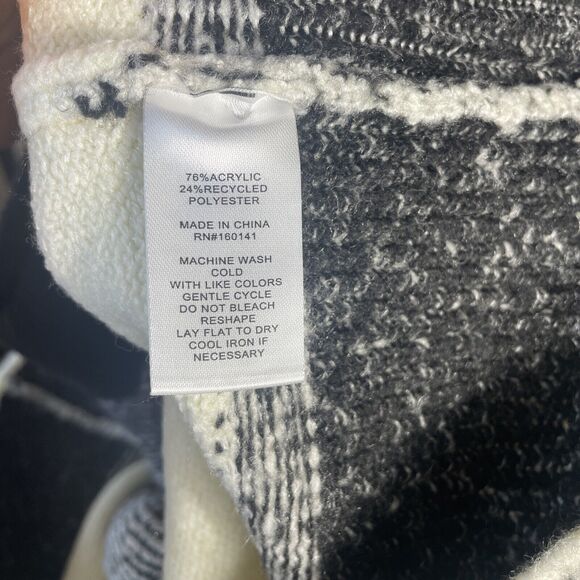 76%ACRYLIC
24%RECYCLED
POLYESTER
MADE IN CHINA
RN#160141
MACHINE WASH
COLD
WITH LIKE COLORS
GENTLE CYCLE
DO NOT BLEACH
RESHAPE
LAY FLAT TO DRY
COOL IRON IF
NECESSARY